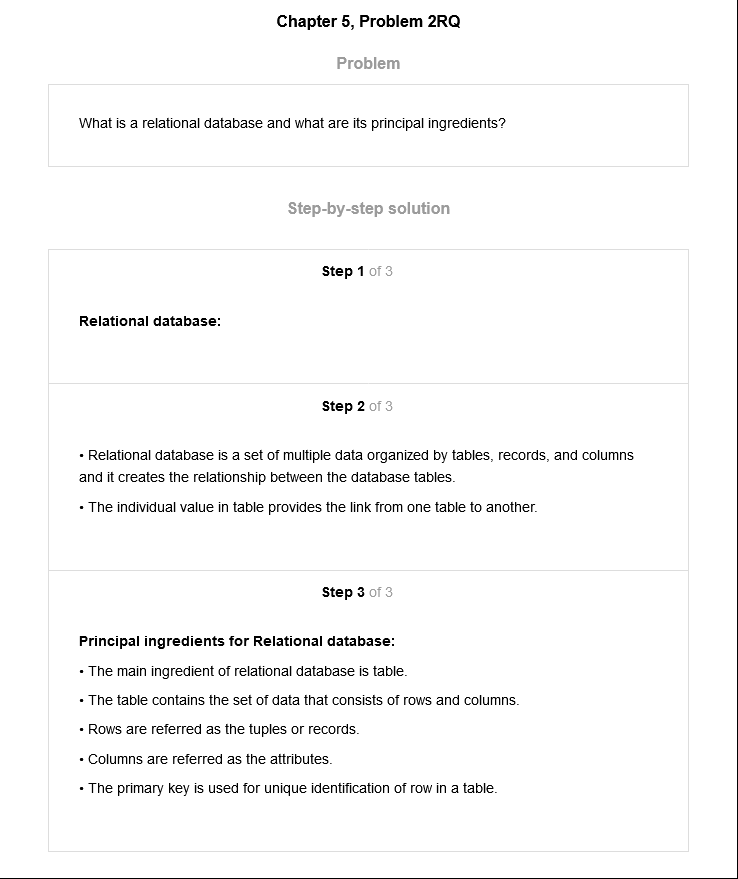 Chapter 5, Problem 2RQ
Problem
What is a relational database and what are its principal ingredients?
Step-by-step solution
Step 1 of 3
Relational database:
Step 2 of 3
• Relational database is a set of multiple data organized by tables, records, and columns
and it creates the relationship between the database tables.
• The individual value in table provides the link from one table to another.
Step 3 of 3
Principal ingredients for Relational database:
• The main ingredient of relational database is table.
• The table contains the set of data that consists of rows and columns.
• Rows are referred as the tuples or records.
• Columns are referred as the attributes.
• The primary key is used for unique identification of row in a table.